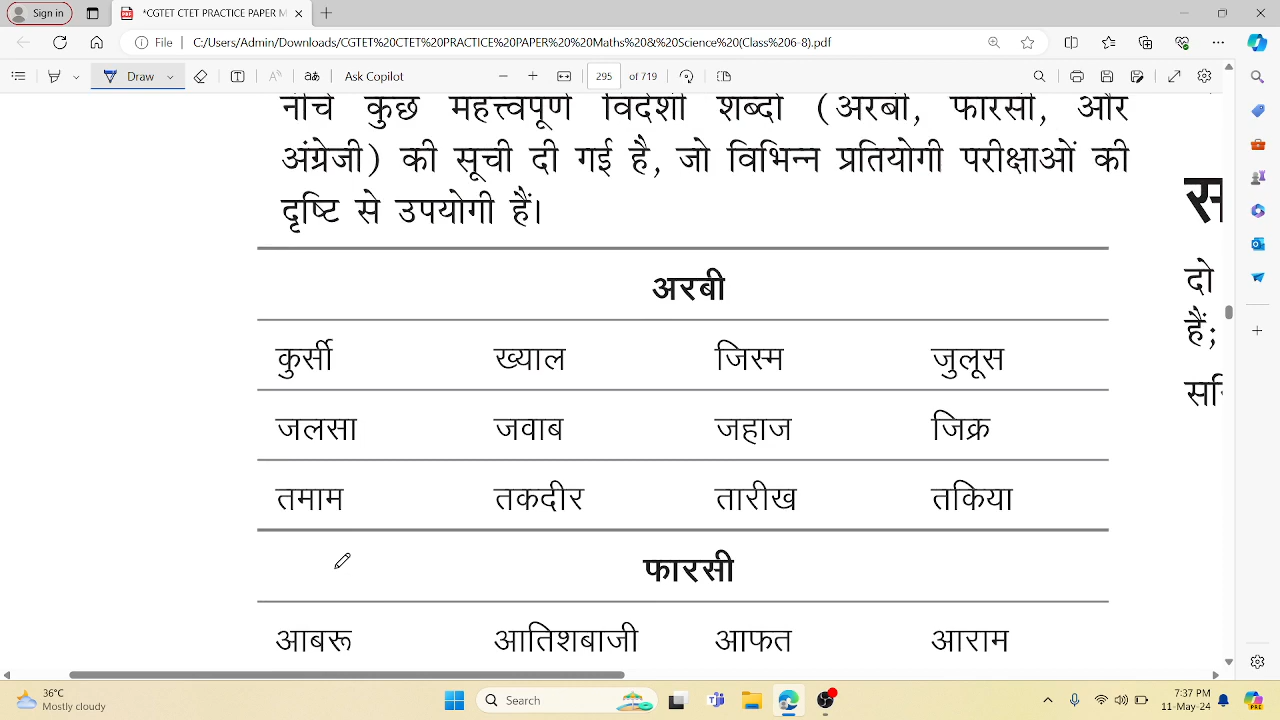 Sign in
*CGTET CTET PRACTICE PAPER M
File
C:/Users/Admin/Downloads/CGTET%20CTET%20PRACTICE%20PAPER%20%20Maths%20&%20Science%20(Class%206-8).pdf
Draw
Ask Copilot
295 of 719
नीचे कुछ महत्त्वपूर्ण विदेशी शब्दों (अरबी, फारसी, और
अंग्रेजी) की सूची दी गई है, जो विभिन्न प्रतियोगी परीक्षाओं की
दृष्टि से उपयोगी हैं।
अरबी
कुर्सी ख्याल जिस्म जुलूस
जलसा जवाब जहाज जिक्र
तमाम तकदीर तारीख तकिया
फारसी
आबरू आतिशबाजी आफत आराम
दो
हैं;
36°C
Mostly cloudy
Search
7:37 PM
11-May-24